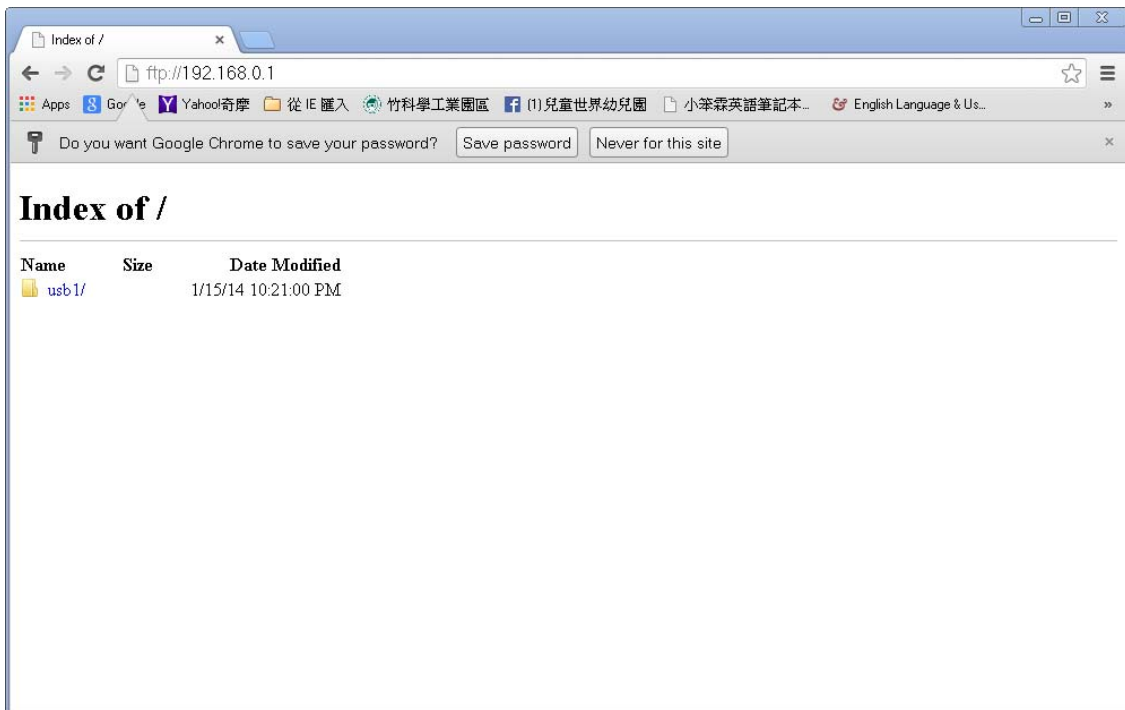 Index of /
ftp://192.168.0.1
Apps Yahoo!奇摩 從 IE 匯入 竹科學工業園區 (1) 兒童世界幼兒園 小笨霖英語筆記本... English Language & Us... »
Do you want Google Chrome to save your password? Save password Never for this site
Index of /
Name Size Date Modified
usb1/ 1/15/14 10:21:00 PM